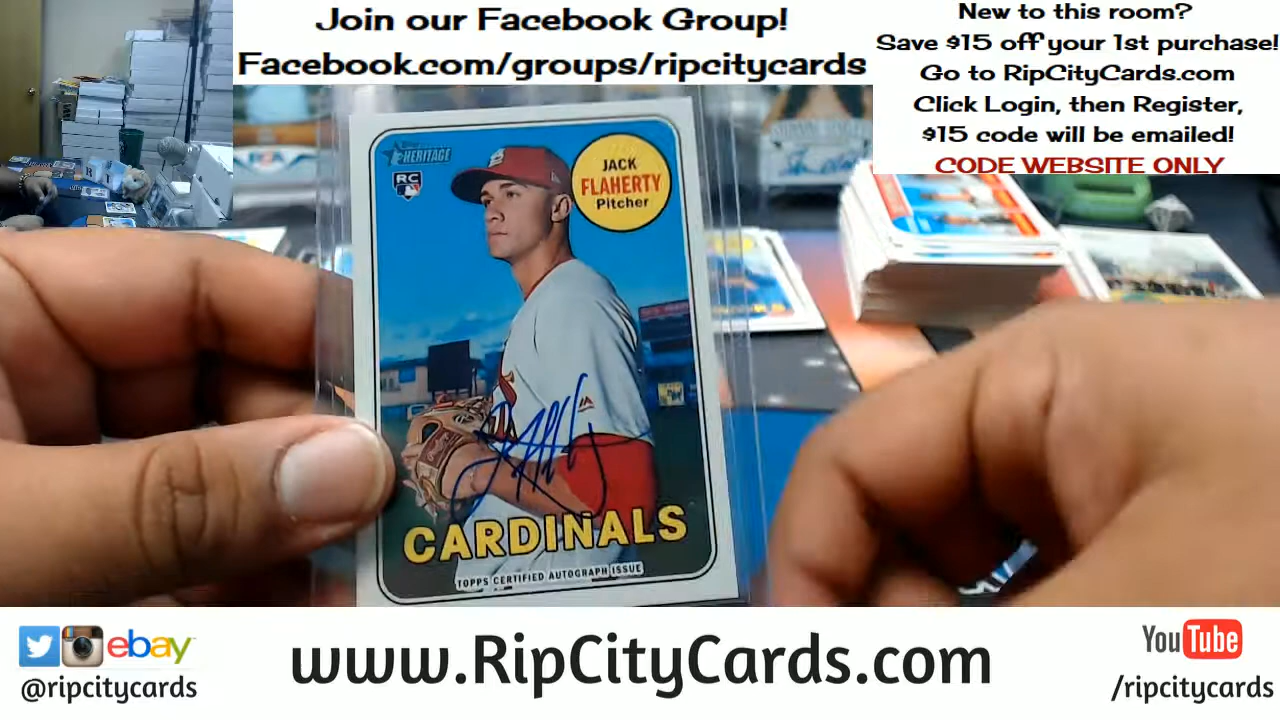 Join our Facebook Group!
Facebook.com/groups/ripcitycards
New to this room?
Save $15 off your 1st purchase!
Go to RipCityCards.com
Click Login, then Register,
$15 code will be emailed!
CODE WEBSITE ONLY
Topps HERITAGE
RC
JACK
FLAHERTY
Pitcher
CARDINALS
TOPPS CERTIFIED AUTOGRAPH ISSUE
ebay
@ripcitycards
www.RipCityCards.com
YouTube
/ripcitycards